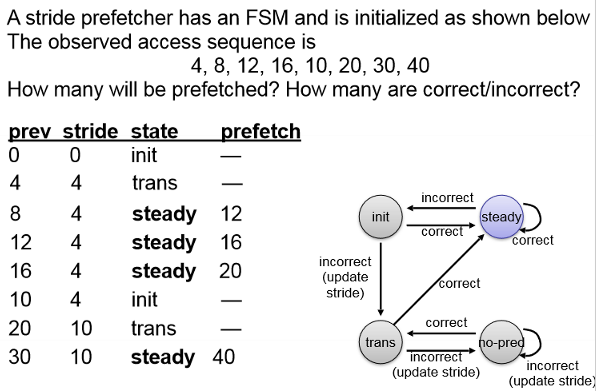 A stride prefetcher has an FSM and is initialized as shown below
The observed access sequence is
4, 8, 12, 16, 10, 20, 30, 40
How many will be prefetched? How many are correct/incorrect?
prev stride state prefetch
0 0 init —
4 4 trans —
8 4 steady 12
12 4 steady 16
16 4 steady 20
10 4 init —
20 10 trans —
30 10 steady 40
incorrect
init
steady
correct
correct
incorrect
(update
stride)
correct
correct
trans
no-pred
incorrect
(update stride)
incorrect
(update stride)